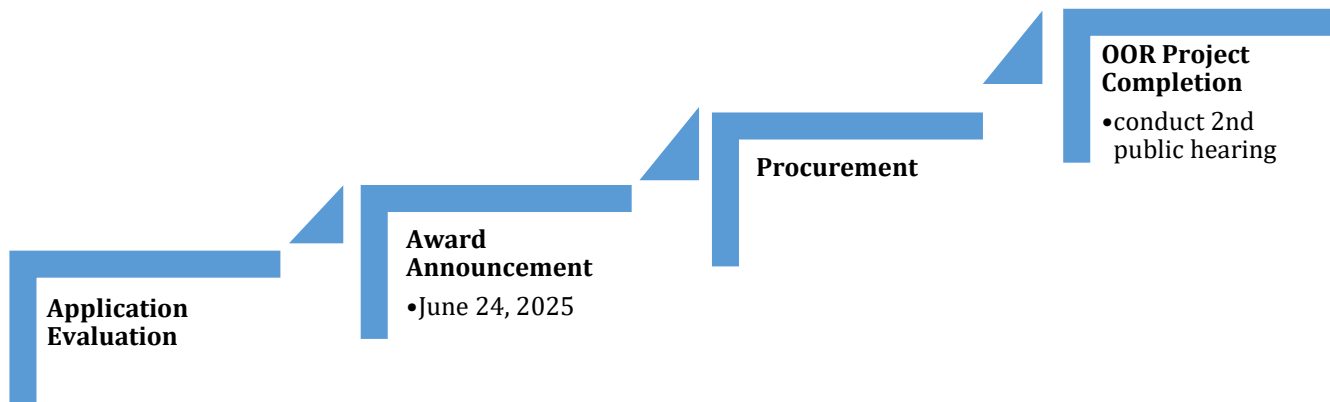 Application
Evaluation
Award
Announcement
•June 24, 2025
Procurement
OOR Project
Completion
•conduct 2nd
public hearing